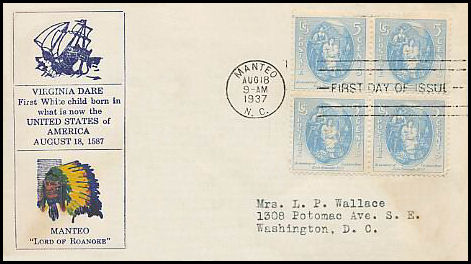 VIRGINIA DARE
First White child born in
what is now the
UNITED STATES of
AMERICA
AUGUST 18, 1587
MANTEO
"LORD OF ROANOKE"
MANTEO
AUG 18
9-AM
1937
N. C.
FIRST DAY OF ISSUE
Mrs. L. P. Wallace
1308 Potomac Ave. S. E.
Washington, D. C.